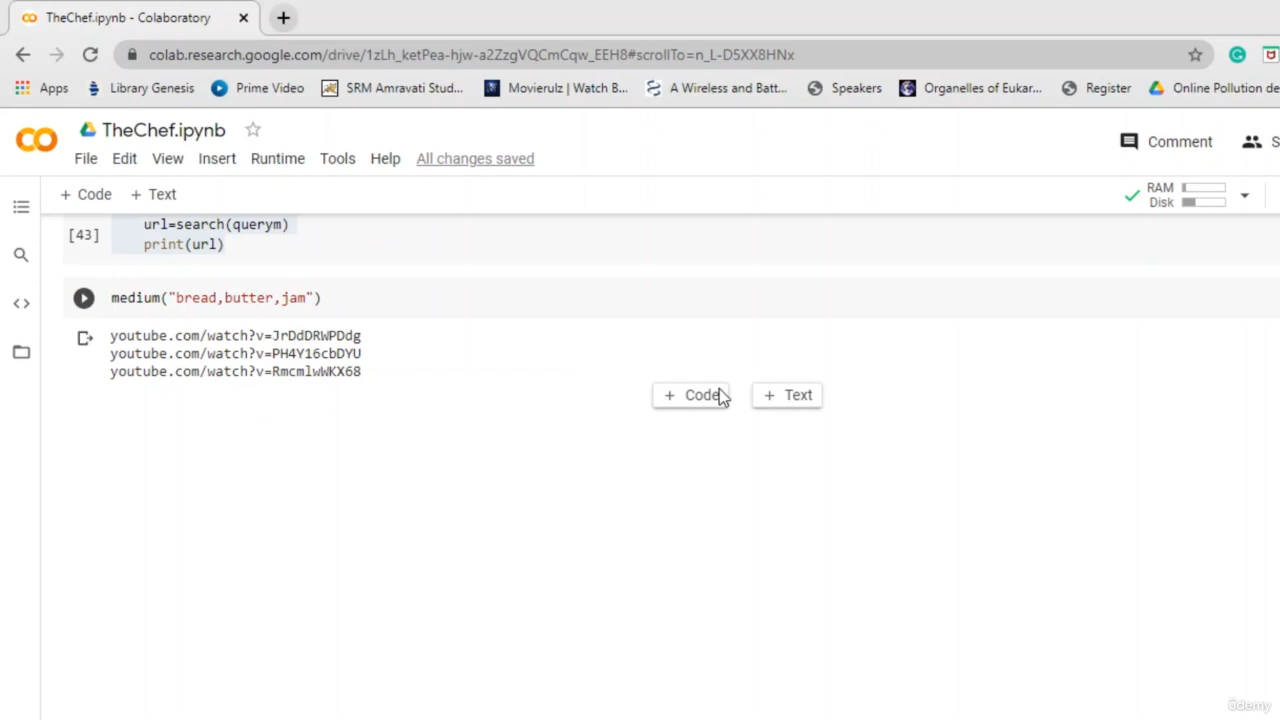 TheChef.ipynb - Colaboratory
colab.research.google.com/drive/1zLh_ketPea-hjw-a2ZzgVQCmCqw_EEH8#scrollTo=n_L-D5XX8HNx
Apps Library Genesis Prime Video SRM Amravati Stud... Movierulz | Watch B... A Wireless and Batt... Speakers Organelles of Eukar... Register Online Pollution de
TheChef.ipynb
Comment S
File Edit View Insert Runtime Tools Help All changes saved
+ Code + Text
RAM
Disk
url=search(querym)
[43]
print(url)
medium("bread,butter,jam")
youtube.com/watch?v=JrDdDRWPDdg
youtube.com/watch?v=PH4Y16cbDYU
youtube.com/watch?v=RmcmlwWKX68
+ Code + Text
ûdemy